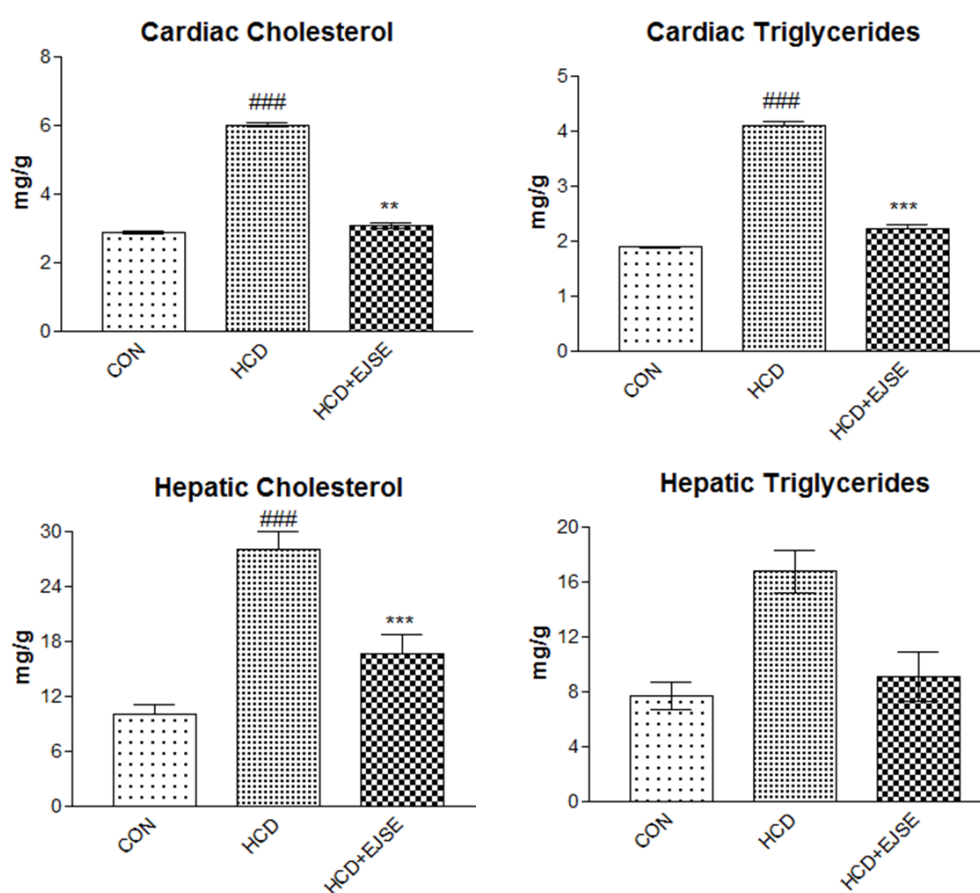 Cardiac Cholesterol
8
6
4
2
0
mg/g
###
**
CON
HCD
HCD+EJSE
Cardiac Triglycerides
5
4
3
2
1
0
mg/g
###
***
CON
HCD
HCD+EJSE
Hepatic Cholesterol
30
24
18
12
6
0
mg/g
###
***
CON
HCD
HCD+EJSE
Hepatic Triglycerides
20
16
12
8
4
0
mg/g
CON
HCD
HCD+EJSE